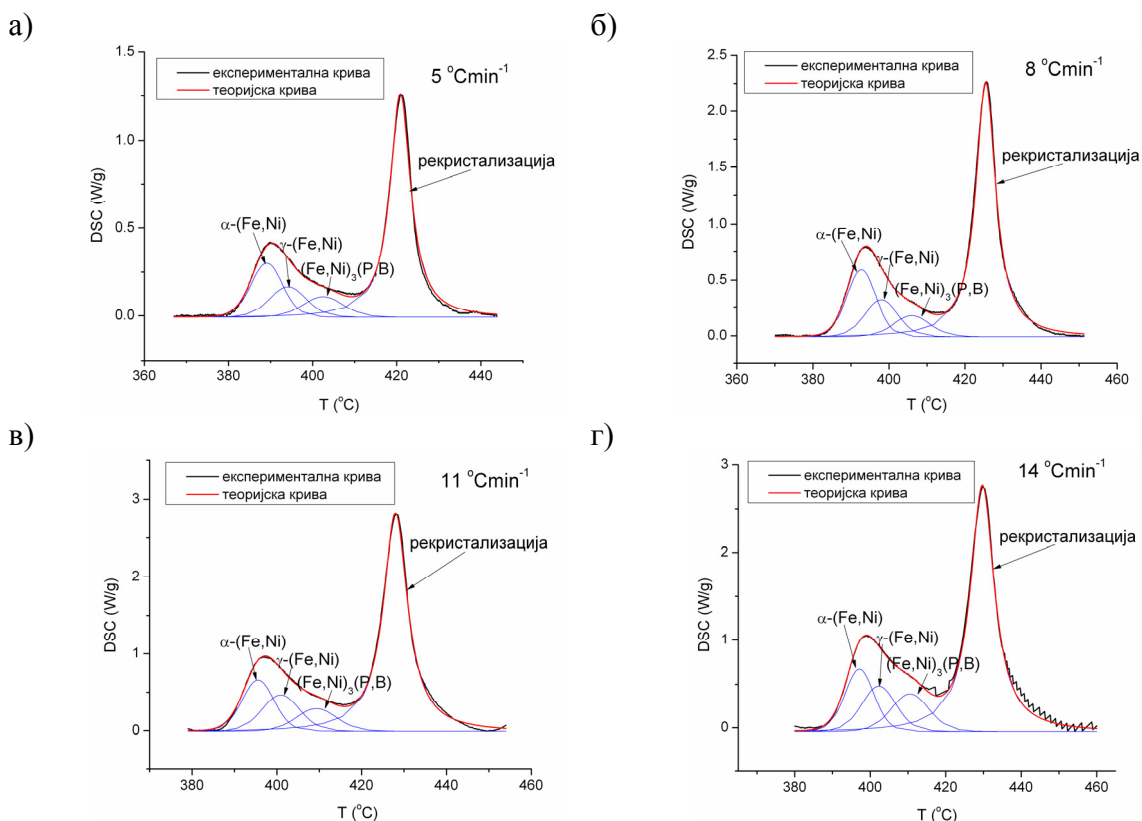 а)
1.5
експериментална крива
теоријска крива
5 °Cmin⁻¹
1.0
рекристализација
DSC (W/g)
0.5
α-(Fe,Ni)
γ-(Fe,Ni)
(Fe,Ni)₃(P,B)
0.0
360 380 400 420 440
T (°C)
б)
2.5
експериментална крива
теоријска крива
8 °Cmin⁻¹
2.0
рекристализација
1.5
DSC (W/g)
1.0
α-(Fe,Ni)
γ-(Fe,Ni)
0.5
(Fe,Ni)₃(P,B)
0.0
360 380 400 420 440 460
T (°C)
в)
експериментална крива
теоријска крива
11 °Cmin⁻¹
3
рекристализација
2
DSC (W/g)
α-(Fe,Ni)
1
γ-(Fe,Ni)
(Fe,Ni)₃(P,B)
0
380 400 420 440 460
T (°C)
г)
3
експериментална крива
теоријска крива
14 °Cmin⁻¹
рекристализација
2
DSC (W/g)
α-(Fe,Ni)
1
γ-(Fe,Ni)
(Fe,Ni)₃(P,B)
0
380 400 420 440 460
T (°C)